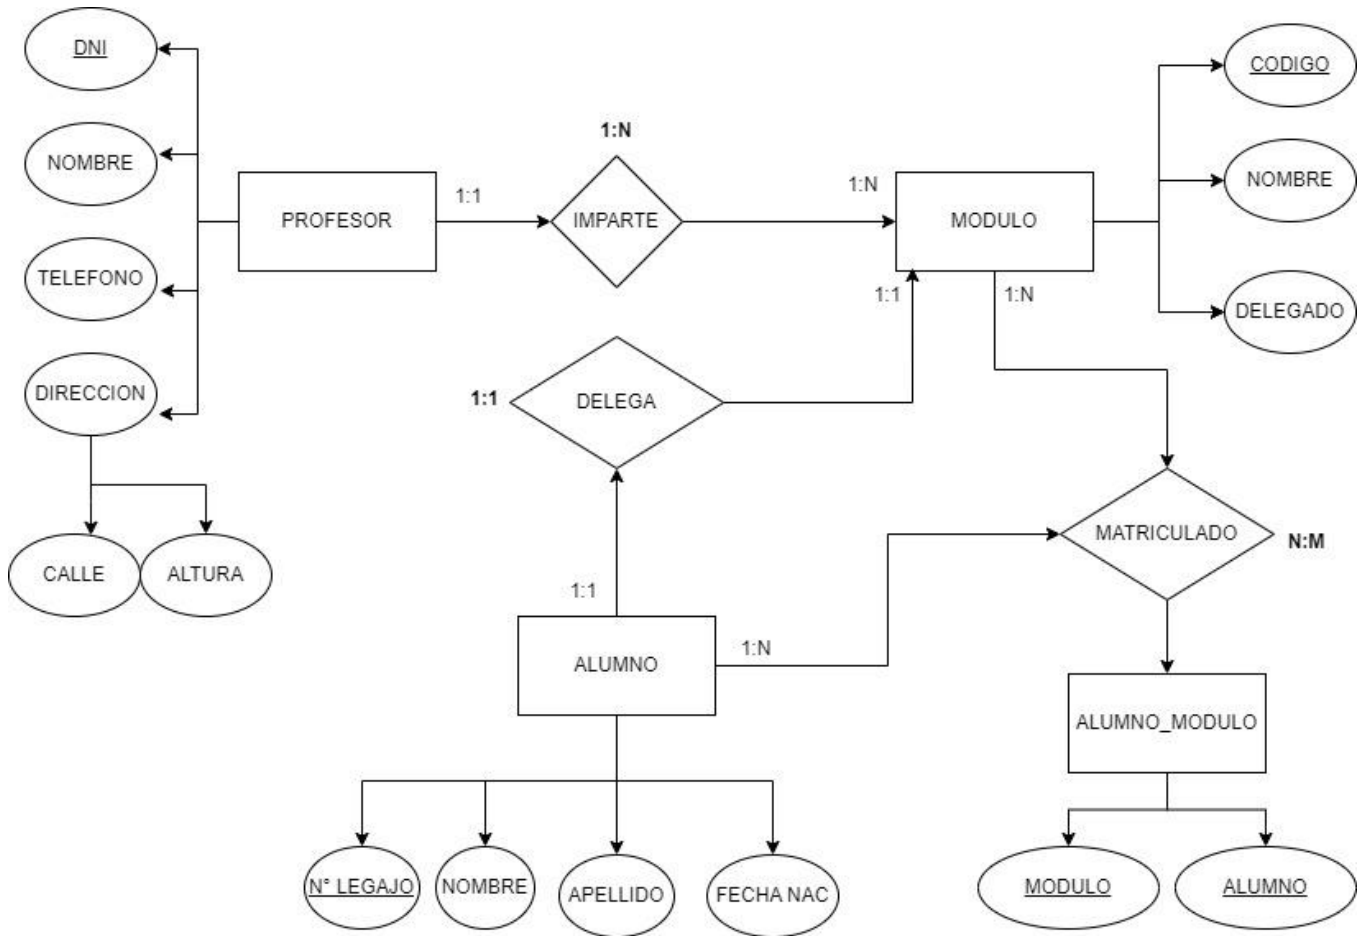 DNI
CODIGO
1:N
NOMBRE
NOMBRE
1:1
1:N
PROFESOR
IMPARTE
MODULO
TELEFONO
1:1
1:N
DELEGADO
DIRECCION
1:1
DELEGA
CALLE
ALTURA
MATRICULADO
N:M
1:1
1:N
ALUMNO
ALUMNO_MODULO
N° LEGAJO
NOMBRE
APELLIDO
FECHA NAC
MODULO
ALUMNO